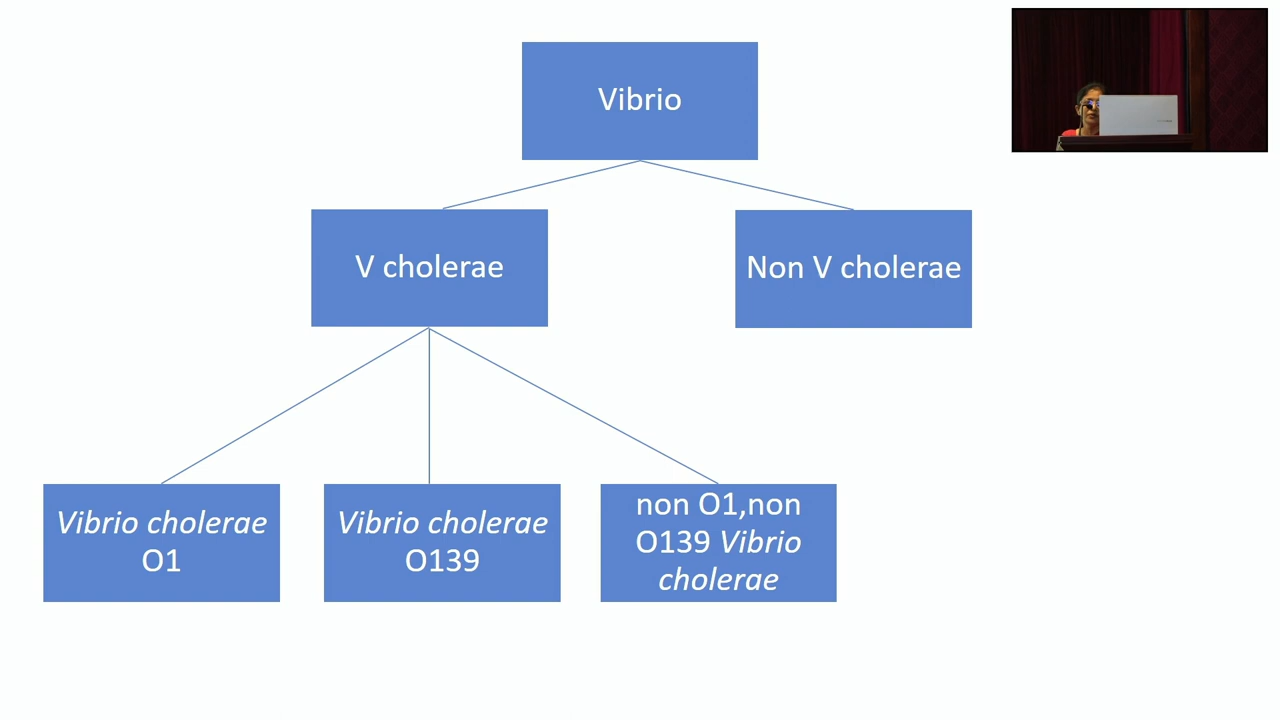 Vibrio
V cholerae
Non V cholerae
Vibrio cholerae
O1
Vibrio cholerae
O139
non O1,non
O139 Vibrio
cholerae